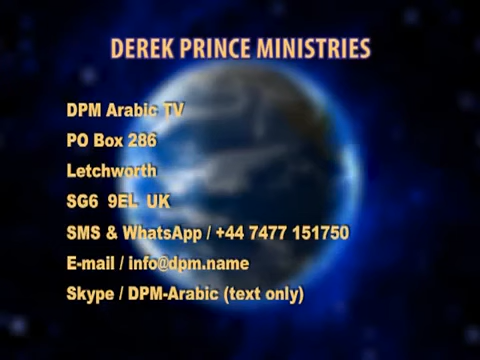 DEREK PRINCE MINISTRIES
DPM Arabic TV
PO Box 286
Letchworth
SG6 9EL UK
SMS & WhatsApp / +44 7477 151750
E-mail / info@dpm.name
Skype / DPM-Arabic (text only)